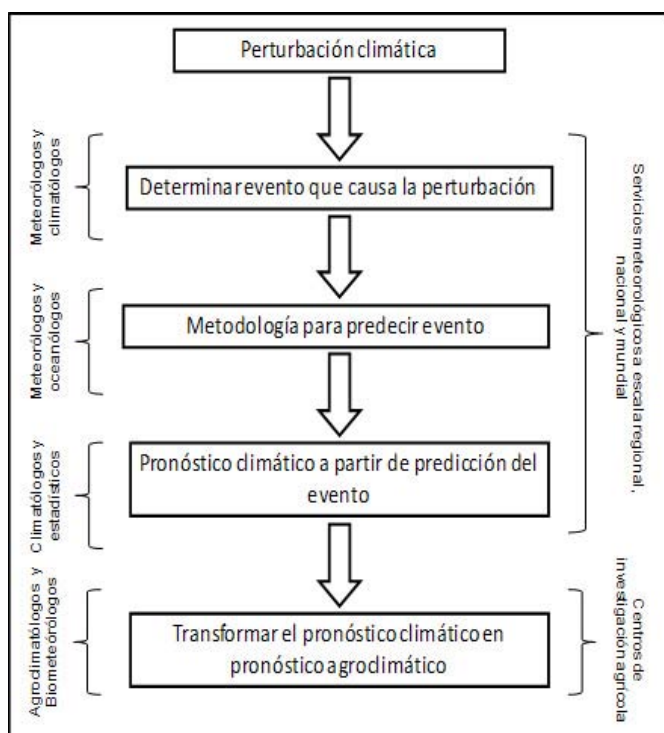 Perturbación climática
Meteorólogos y
climatólogos
Determinar evento que causa la perturbación
Servicios meteorológicos a escala regional,
nacional y mundial
Meteorólogos y
oceanólogos
Metodología para predecir evento
Climatólogos y
estadísticos
Pronóstico climático a partir de predicción del
evento
Agroclimatólogos y
Biometeórólogos
Transformar el pronóstico climático en
pronóstico agroclimático
Centros de
investigación agrícola